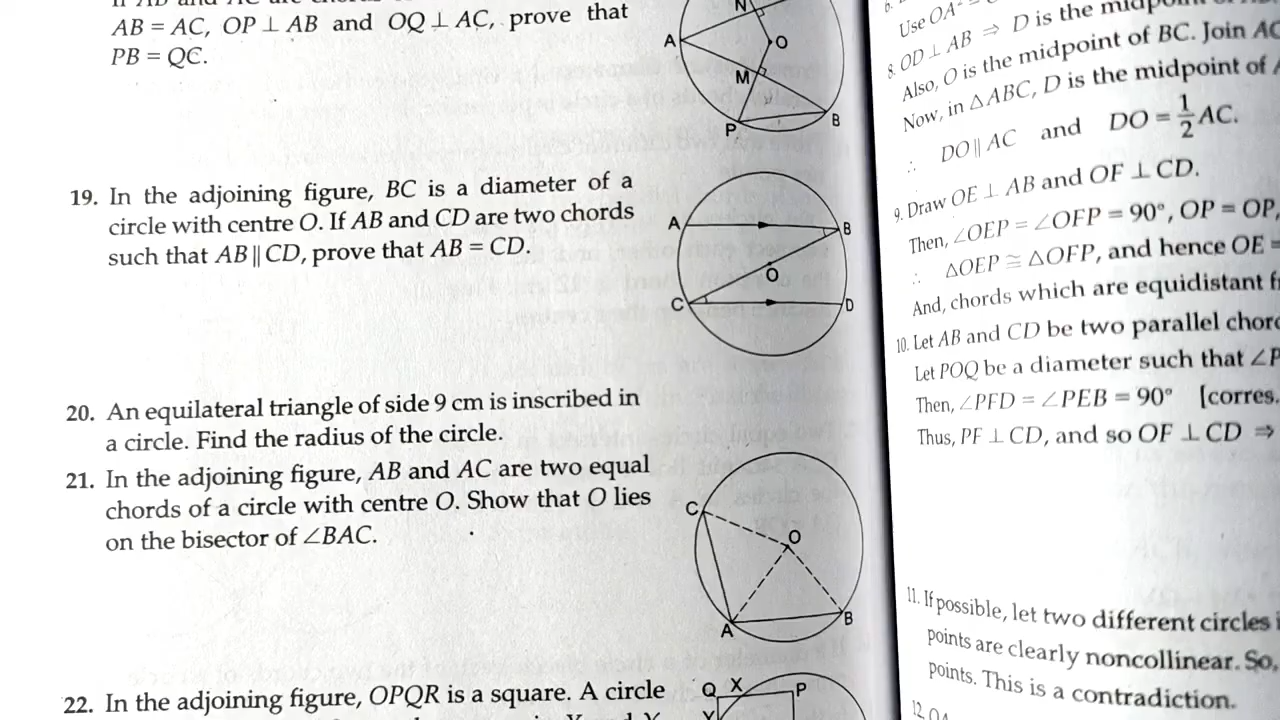 AB = AC, OP ⊥ AB and OQ ⊥ AC, prove that
PB = QC.
N
A
O
M
P
B
19. In the adjoining figure, BC is a diameter of a
circle with centre O. If AB and CD are two chords
such that AB || CD, prove that AB = CD.
A
B
O
C
D
20. An equilateral triangle of side 9 cm is inscribed in
a circle. Find the radius of the circle.
21. In the adjoining figure, AB and AC are two equal
chords of a circle with centre O. Show that O lies
on the bisector of ∠BAC.
C
O
A
B
22. In the adjoining figure, OPQR is a square. A circle
Q X P
Y
Use OA²
8. OD ⊥ AB ⇒ D is the
Also, O is the midpoint of BC. Join AC
Now, in △ABC, D is the midpoint of
∴ DO || AC and DO = 1/2 AC.
9. Draw OE ⊥ AB and OF ⊥ CD.
Then, ∠OEP = ∠OFP = 90°, OP = OP,
∴ △OEP ≅ △OFP, and hence OE =
And, chords which are equidistant
10. Let AB and CD be two parallel
Let POQ be a diameter such that
Then, ∠PFD = ∠PEB = 90° [corres.
Thus, PF ⊥ CD, and so OF ⊥ CD ⇒
11. If possible, let two different circles
points are clearly noncollinear. So,
points. This is a contradiction.
12.